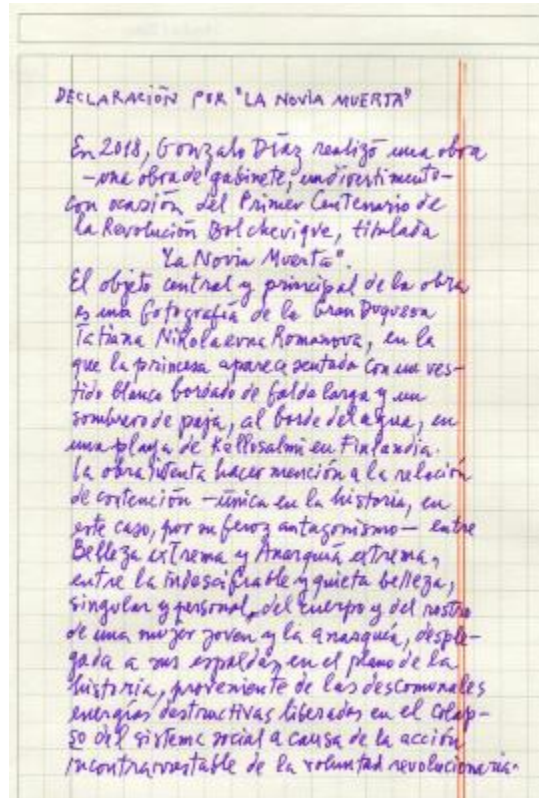 DECLARACIÓN POR "LA NOVIA MUERTA"
En 2018, Gonzalo Díaz realizó una obra
– una obra de gabinete, un divertimento –
con ocasión del Primer Centenario de
la Revolución Bolchevique, titulada
"La Novia Muerta".
El objeto central y principal de la obra
es una fotografía de la Gran Duquesa
Tatiana Nikolaevna Romanova, en la
que la princesa aparece sentada con un ves-
tido blanco bordado de falda larga y un
sombrero de paja, al borde del agua, en
una playa de Kallosalmi en Finlandia.
La obra intenta hacer mención a la relación
de contención – única en la historia, en
este caso, por su feroz antagonismo – entre
Belleza extrema y Anarquía extrema,
entre la indescifrable y quieta belleza,
singular y personal, del cuerpo y del rostro
de una mujer joven y la anarquía, desple-
gada a sus espaldas en el plano de la
historia, proveniente de las descomunales
energías destructivas liberadas en el colap-
so del sistema social a causa de la acción
incontrarrestable de la voluntad revolucionaria.